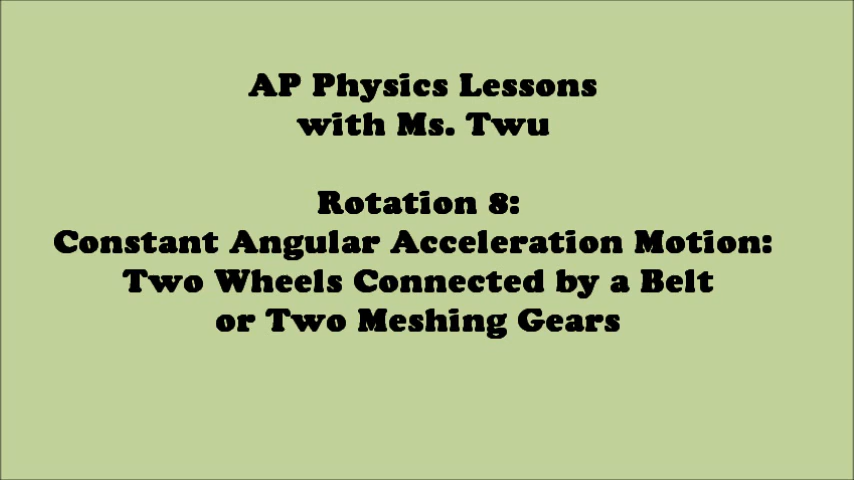 AP Physics Lessons
with Ms. Twu
Rotation 8:
Constant Angular Acceleration Motion:
Two Wheels Connected by a Belt
or Two Meshing Gears